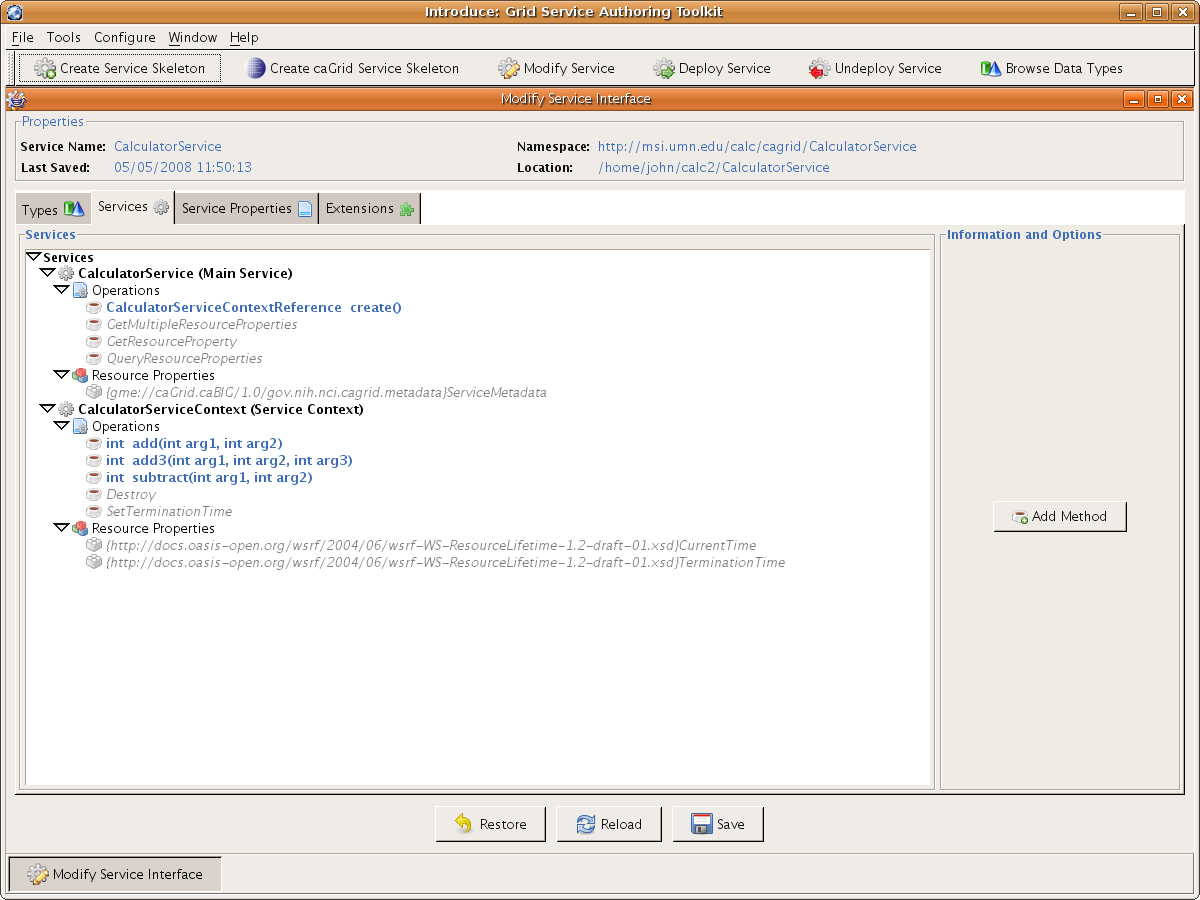 Introduce: Grid Service Authoring Toolkit
File Tools Configure Window Help
Create Service Skeleton Create caGrid Service Skeleton Modify Service Deploy Service Undeploy Service Browse Data Types
Modify Service Interface
Properties
Service Name: CalculatorService Namespace: http://msi.umn.edu/calc/cagrid/CalculatorService
Last Saved: 05/05/2008 11:50:13 Location: /home/john/calc2/CalculatorService
Types Services Service Properties Extensions
Services Information and Options
Services
CalculatorService (Main Service)
Operations
CalculatorServiceContextReference create()
GetMultipleResourceProperties
GetResourceProperty
QueryResourceProperties
Resource Properties
{gme://caGrid.caBIG/1.0/gov.nih.nci.cagrid.metadata}ServiceMetadata
CalculatorServiceContext (Service Context)
Operations
int add(int arg1, int arg2)
int add3(int arg1, int arg2, int arg3)
int subtract(int arg1, int arg2)
Destroy
SetTerminationTime
Add Method
Resource Properties
{http://docs.oasis-open.org/wsrf/2004/06/wsrf-WS-ResourceLifetime-1.2-draft-01.xsd}CurrentTime
{http://docs.oasis-open.org/wsrf/2004/06/wsrf-WS-ResourceLifetime-1.2-draft-01.xsd}TerminationTime
Restore Reload Save
Modify Service Interface